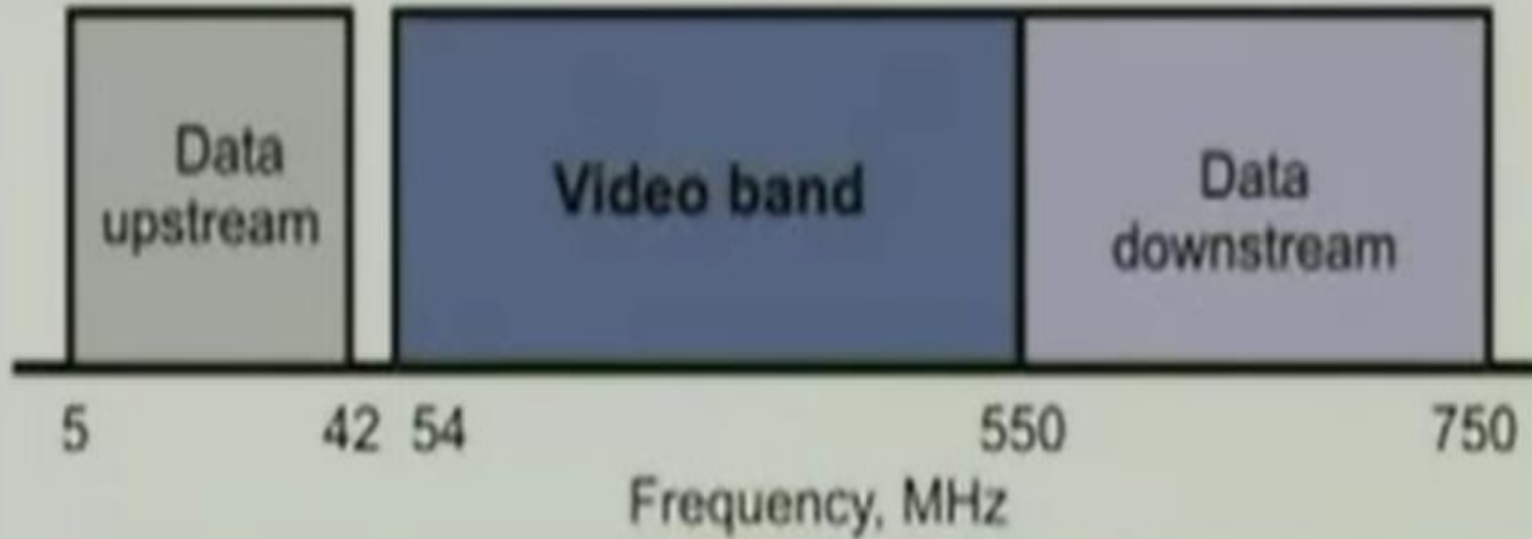 Data
upstream
Video band
Data
downstream
5 42 54 550 750
Frequency, MHz